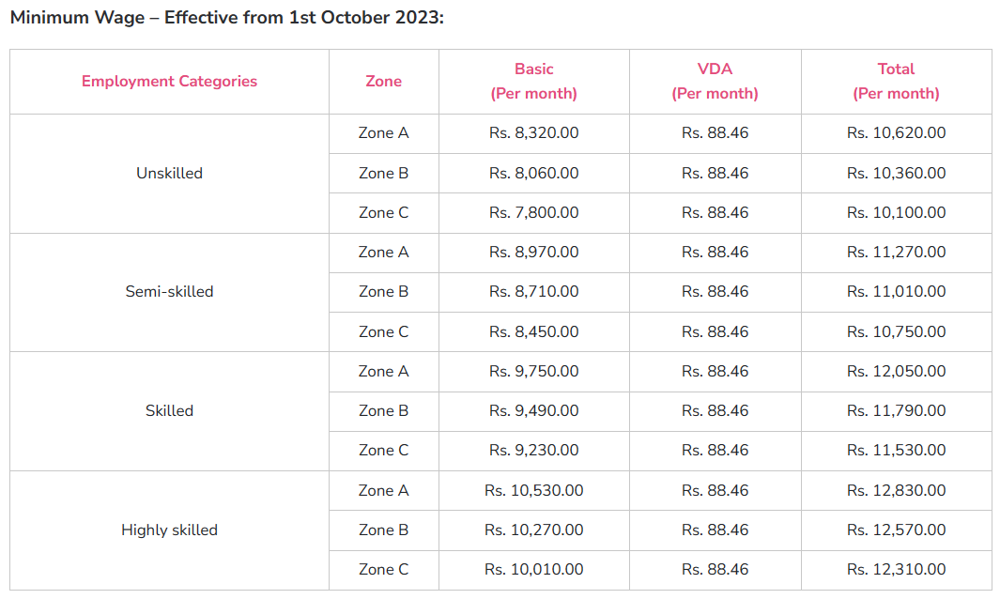 Minimum Wage – Effective from 1st October 2023:
Employment Categories Zone Basic (Per month) VDA (Per month) Total (Per month)
Unskilled
Zone A Rs. 8,320.00 Rs. 88.46 Rs. 10,620.00
Zone B Rs. 8,060.00 Rs. 88.46 Rs. 10,360.00
Zone C Rs. 7,800.00 Rs. 88.46 Rs. 10,100.00
Semi-skilled
Zone A Rs. 8,970.00 Rs. 88.46 Rs. 11,270.00
Zone B Rs. 8,710.00 Rs. 88.46 Rs. 11,010.00
Zone C Rs. 8,450.00 Rs. 88.46 Rs. 10,750.00
Skilled
Zone A Rs. 9,750.00 Rs. 88.46 Rs. 12,050.00
Zone B Rs. 9,490.00 Rs. 88.46 Rs. 11,790.00
Zone C Rs. 9,230.00 Rs. 88.46 Rs. 11,530.00
Highly skilled
Zone A Rs. 10,530.00 Rs. 88.46 Rs. 12,830.00
Zone B Rs. 10,270.00 Rs. 88.46 Rs. 12,570.00
Zone C Rs. 10,010.00 Rs. 88.46 Rs. 12,310.00